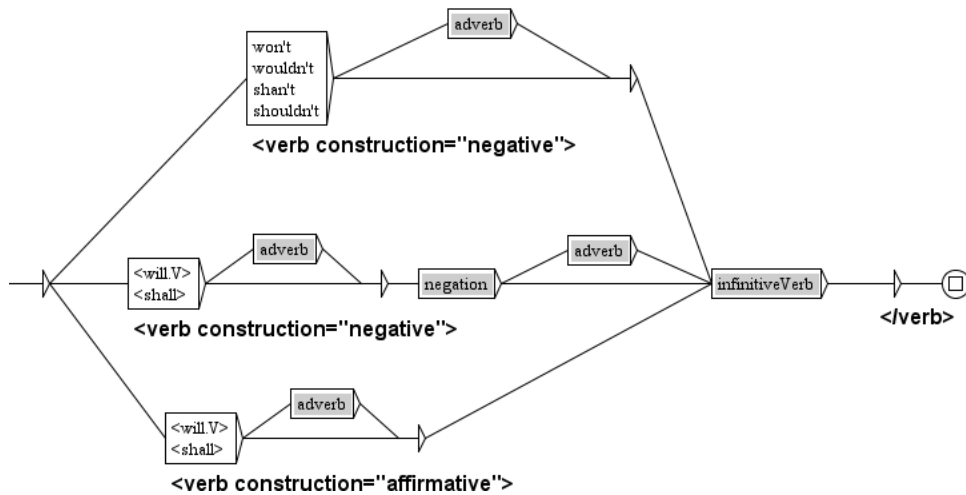 adverb
won't
wouldn't
shan't
shouldn't
<verb construction="negative">
<will.V>
<shall>
adverb
negation
adverb
infinitiveVerb
<verb construction="negative">
</verb>
<will.V>
<shall>
adverb
<verb construction="affirmative">